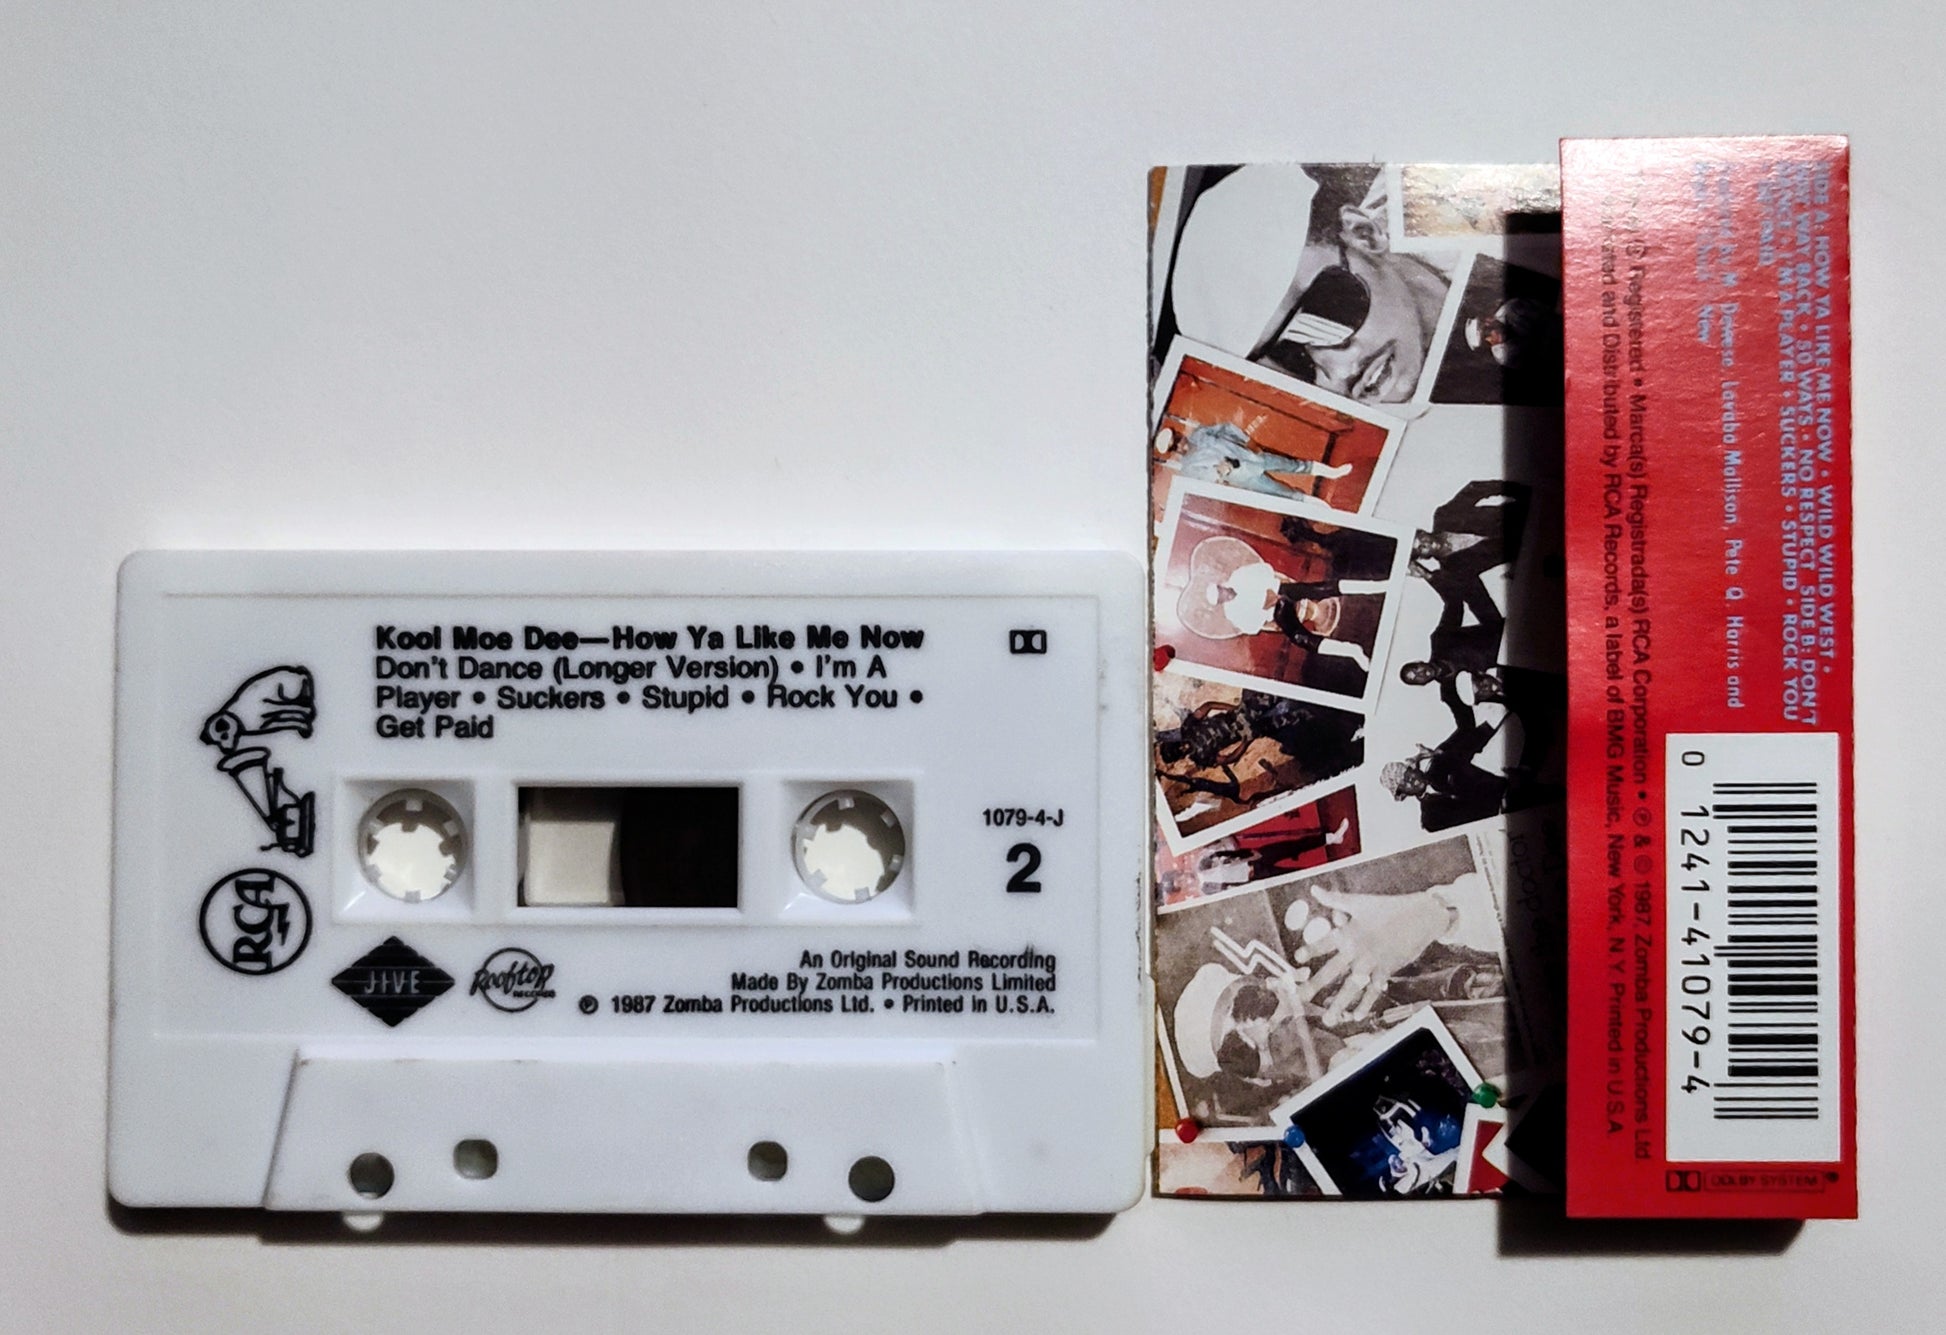 Kool Moe Dee—How Ya Like Me Now
Don't Dance (Longer Version) • I'm A
Player • Suckers • Stupid • Rock You •
Get Paid
1079-4-J
2
RCA
JIVE
Rooftop
RECORDS
An Original Sound Recording
Made By Zomba Productions Limited
℗ 1987 Zomba Productions Ltd. • Printed in U.S.A.
SIDE A: HOW YA LIKE ME NOW • WILD WILD WEST •
WAY BACK • 50 WAYS • NO RESPECT SIDE B: DON'T
DANCE • I'M A PLAYER • SUCKERS • STUPID • ROCK YOU
GET PAID
M. Dewese, Lavaba Mallison, Pete Q. Harris and
® Registered • Marca(s) Registrada(s) RCA Corporation • ℗ & © 1987, Zomba Productions Ltd.
and Distributed by RCA Records, a label of BMG Music, New York, N.Y. Printed in U.S.A.
0 1241-41079-4
DOLBY SYSTEM ®